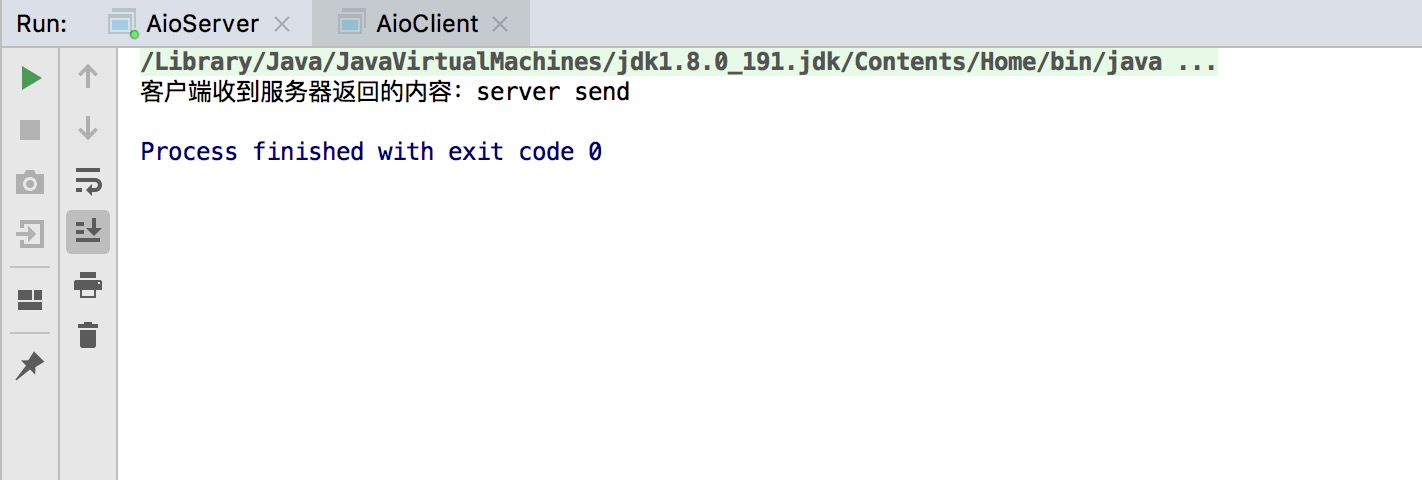 Run: AioServer AioClient
/Library/Java/JavaVirtualMachines/jdk1.8.0_191.jdk/Contents/Home/bin/java ...
客户端收到服务器返回的内容：server send
Process finished with exit code 0